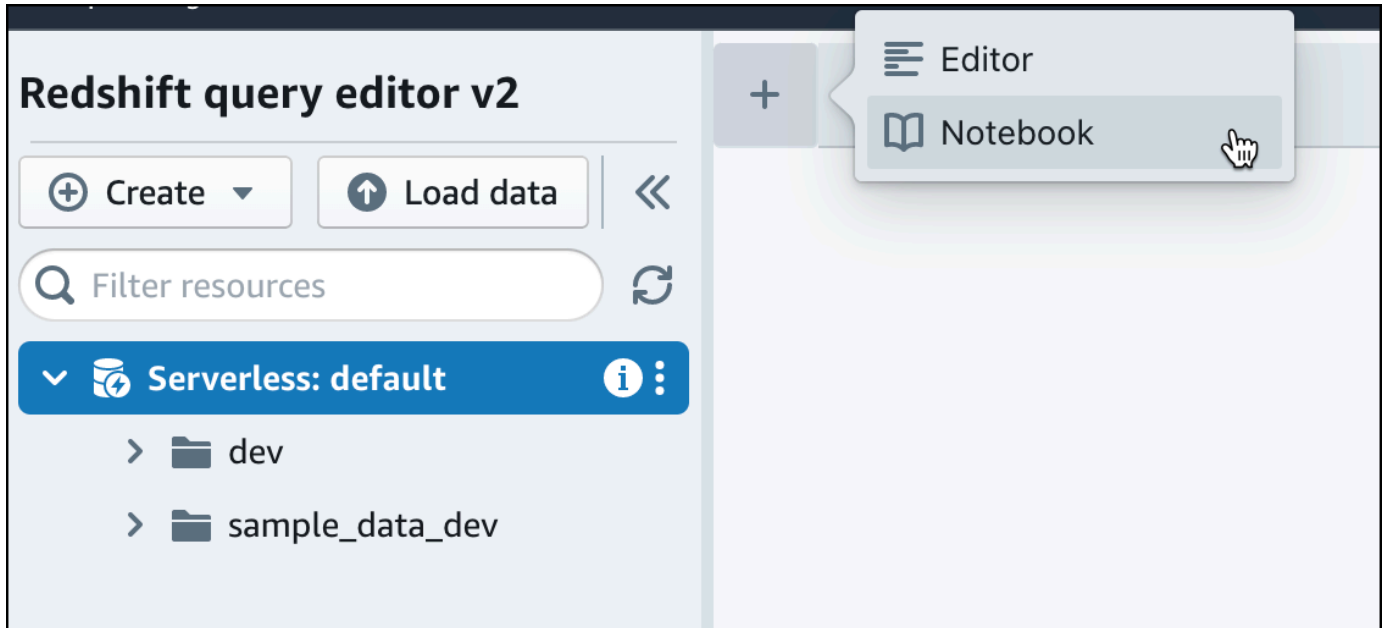 Redshift query editor v2
Create
Load data
Filter resources
Serverless: default
dev
sample_data_dev
Editor
Notebook